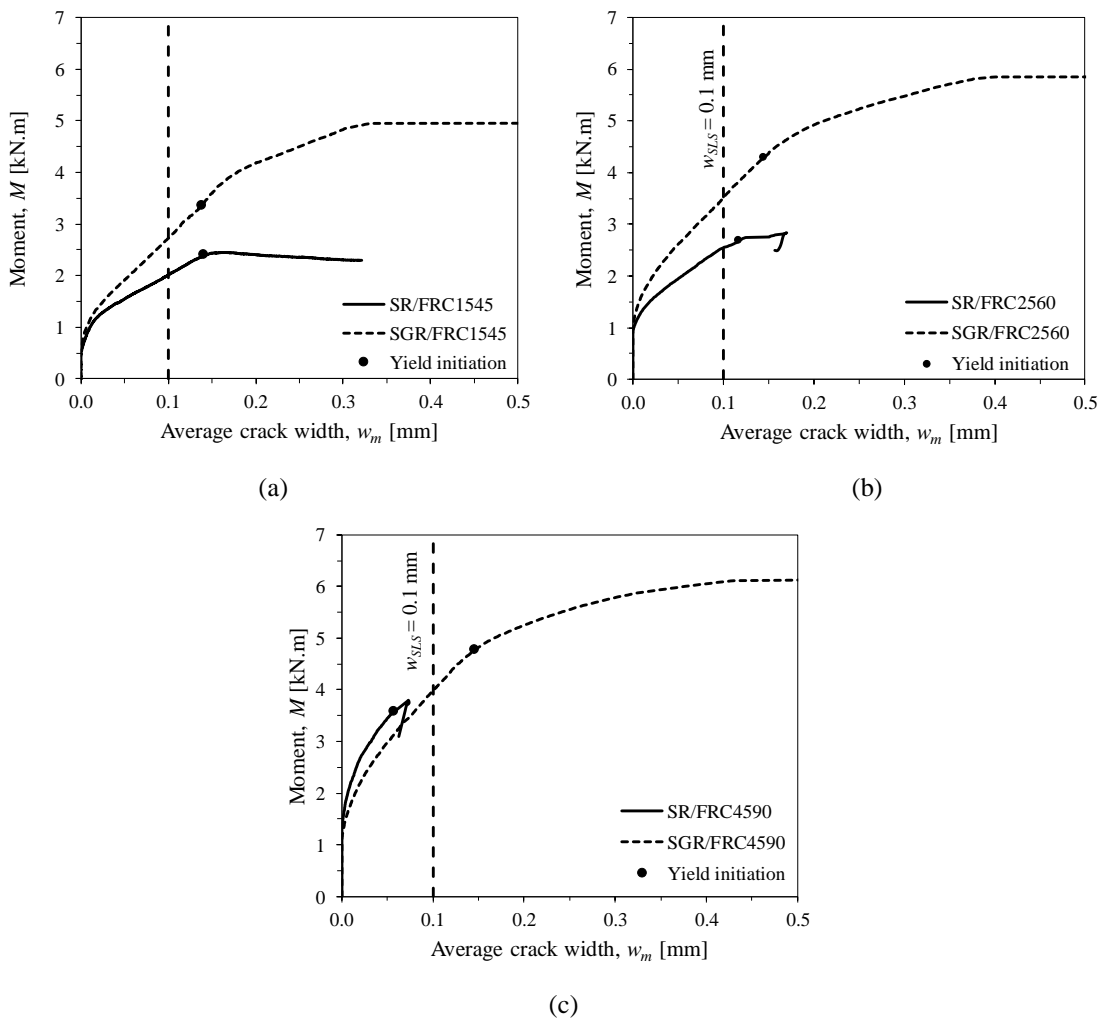 7
6
5
4
3
2
1
0
Moment, M [kN.m]
SR/FRC1545
SGR/FRC1545
Yield initiation
0.0 0.1 0.2 0.3 0.4 0.5
Average crack width, wm [mm]
(a)
7
6
5
4
3
2
1
0
Moment, M [kN.m]
wSLS = 0.1 mm
SR/FRC2560
SGR/FRC2560
Yield initiation
0.0 0.1 0.2 0.3 0.4 0.5
Average crack width, wm [mm]
(b)
7
6
5
4
3
2
1
0
Moment, M [kN.m]
wSLS = 0.1 mm
SR/FRC4590
SGR/FRC4590
Yield initiation
0.0 0.1 0.2 0.3 0.4 0.5
Average crack width, wm [mm]
(c)